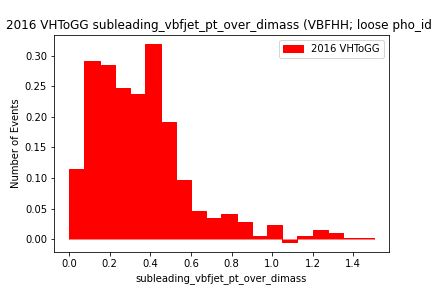 2016 VHToGG subleading_vbfjet_pt_over_dimass (VBFHH; loose pho_id
2016 VHToGG
Number of Events
0.30
0.25
0.20
0.15
0.10
0.05
0.00
0.0 0.2 0.4 0.6 0.8 1.0 1.2 1.4
subleading_vbfjet_pt_over_dimass